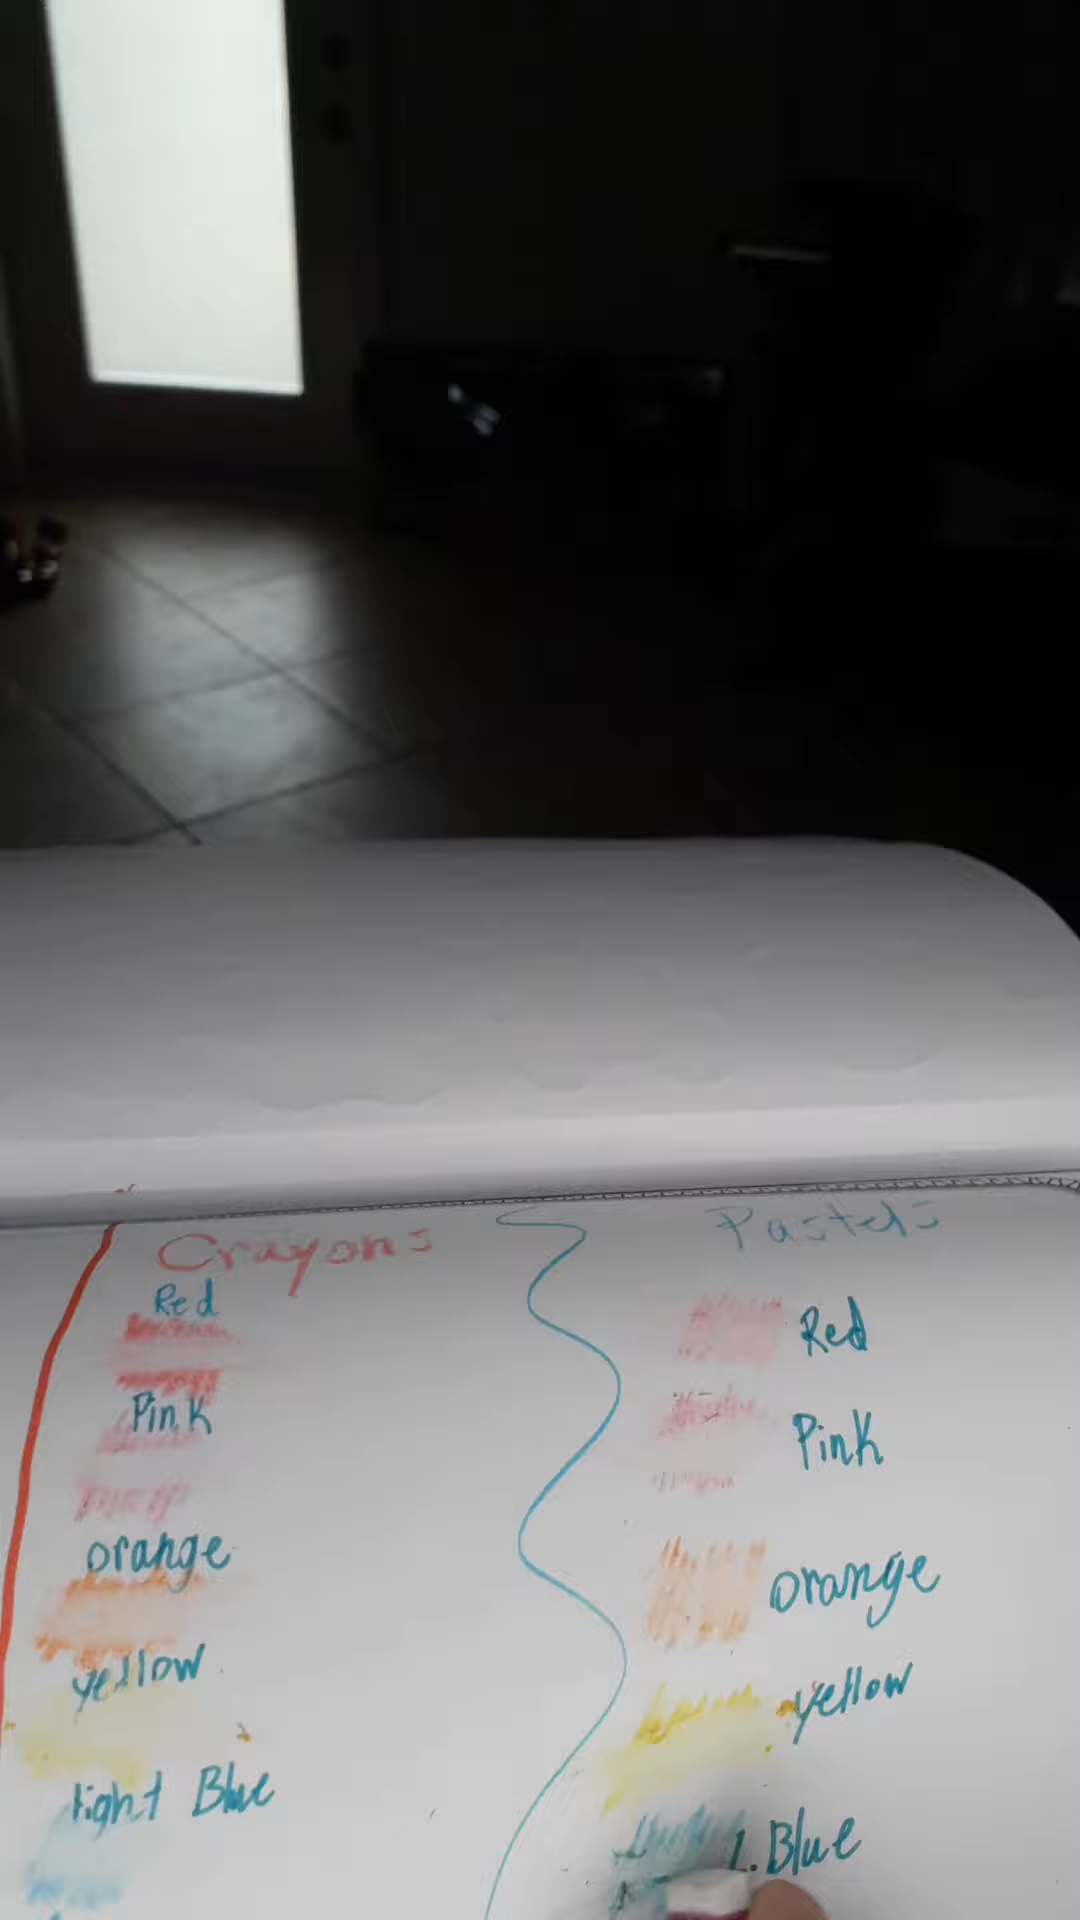 Crayons
Red
Pink
orange
yellow
light Blue
Pastels
Red
Pink
orange
yellow
L. Blue